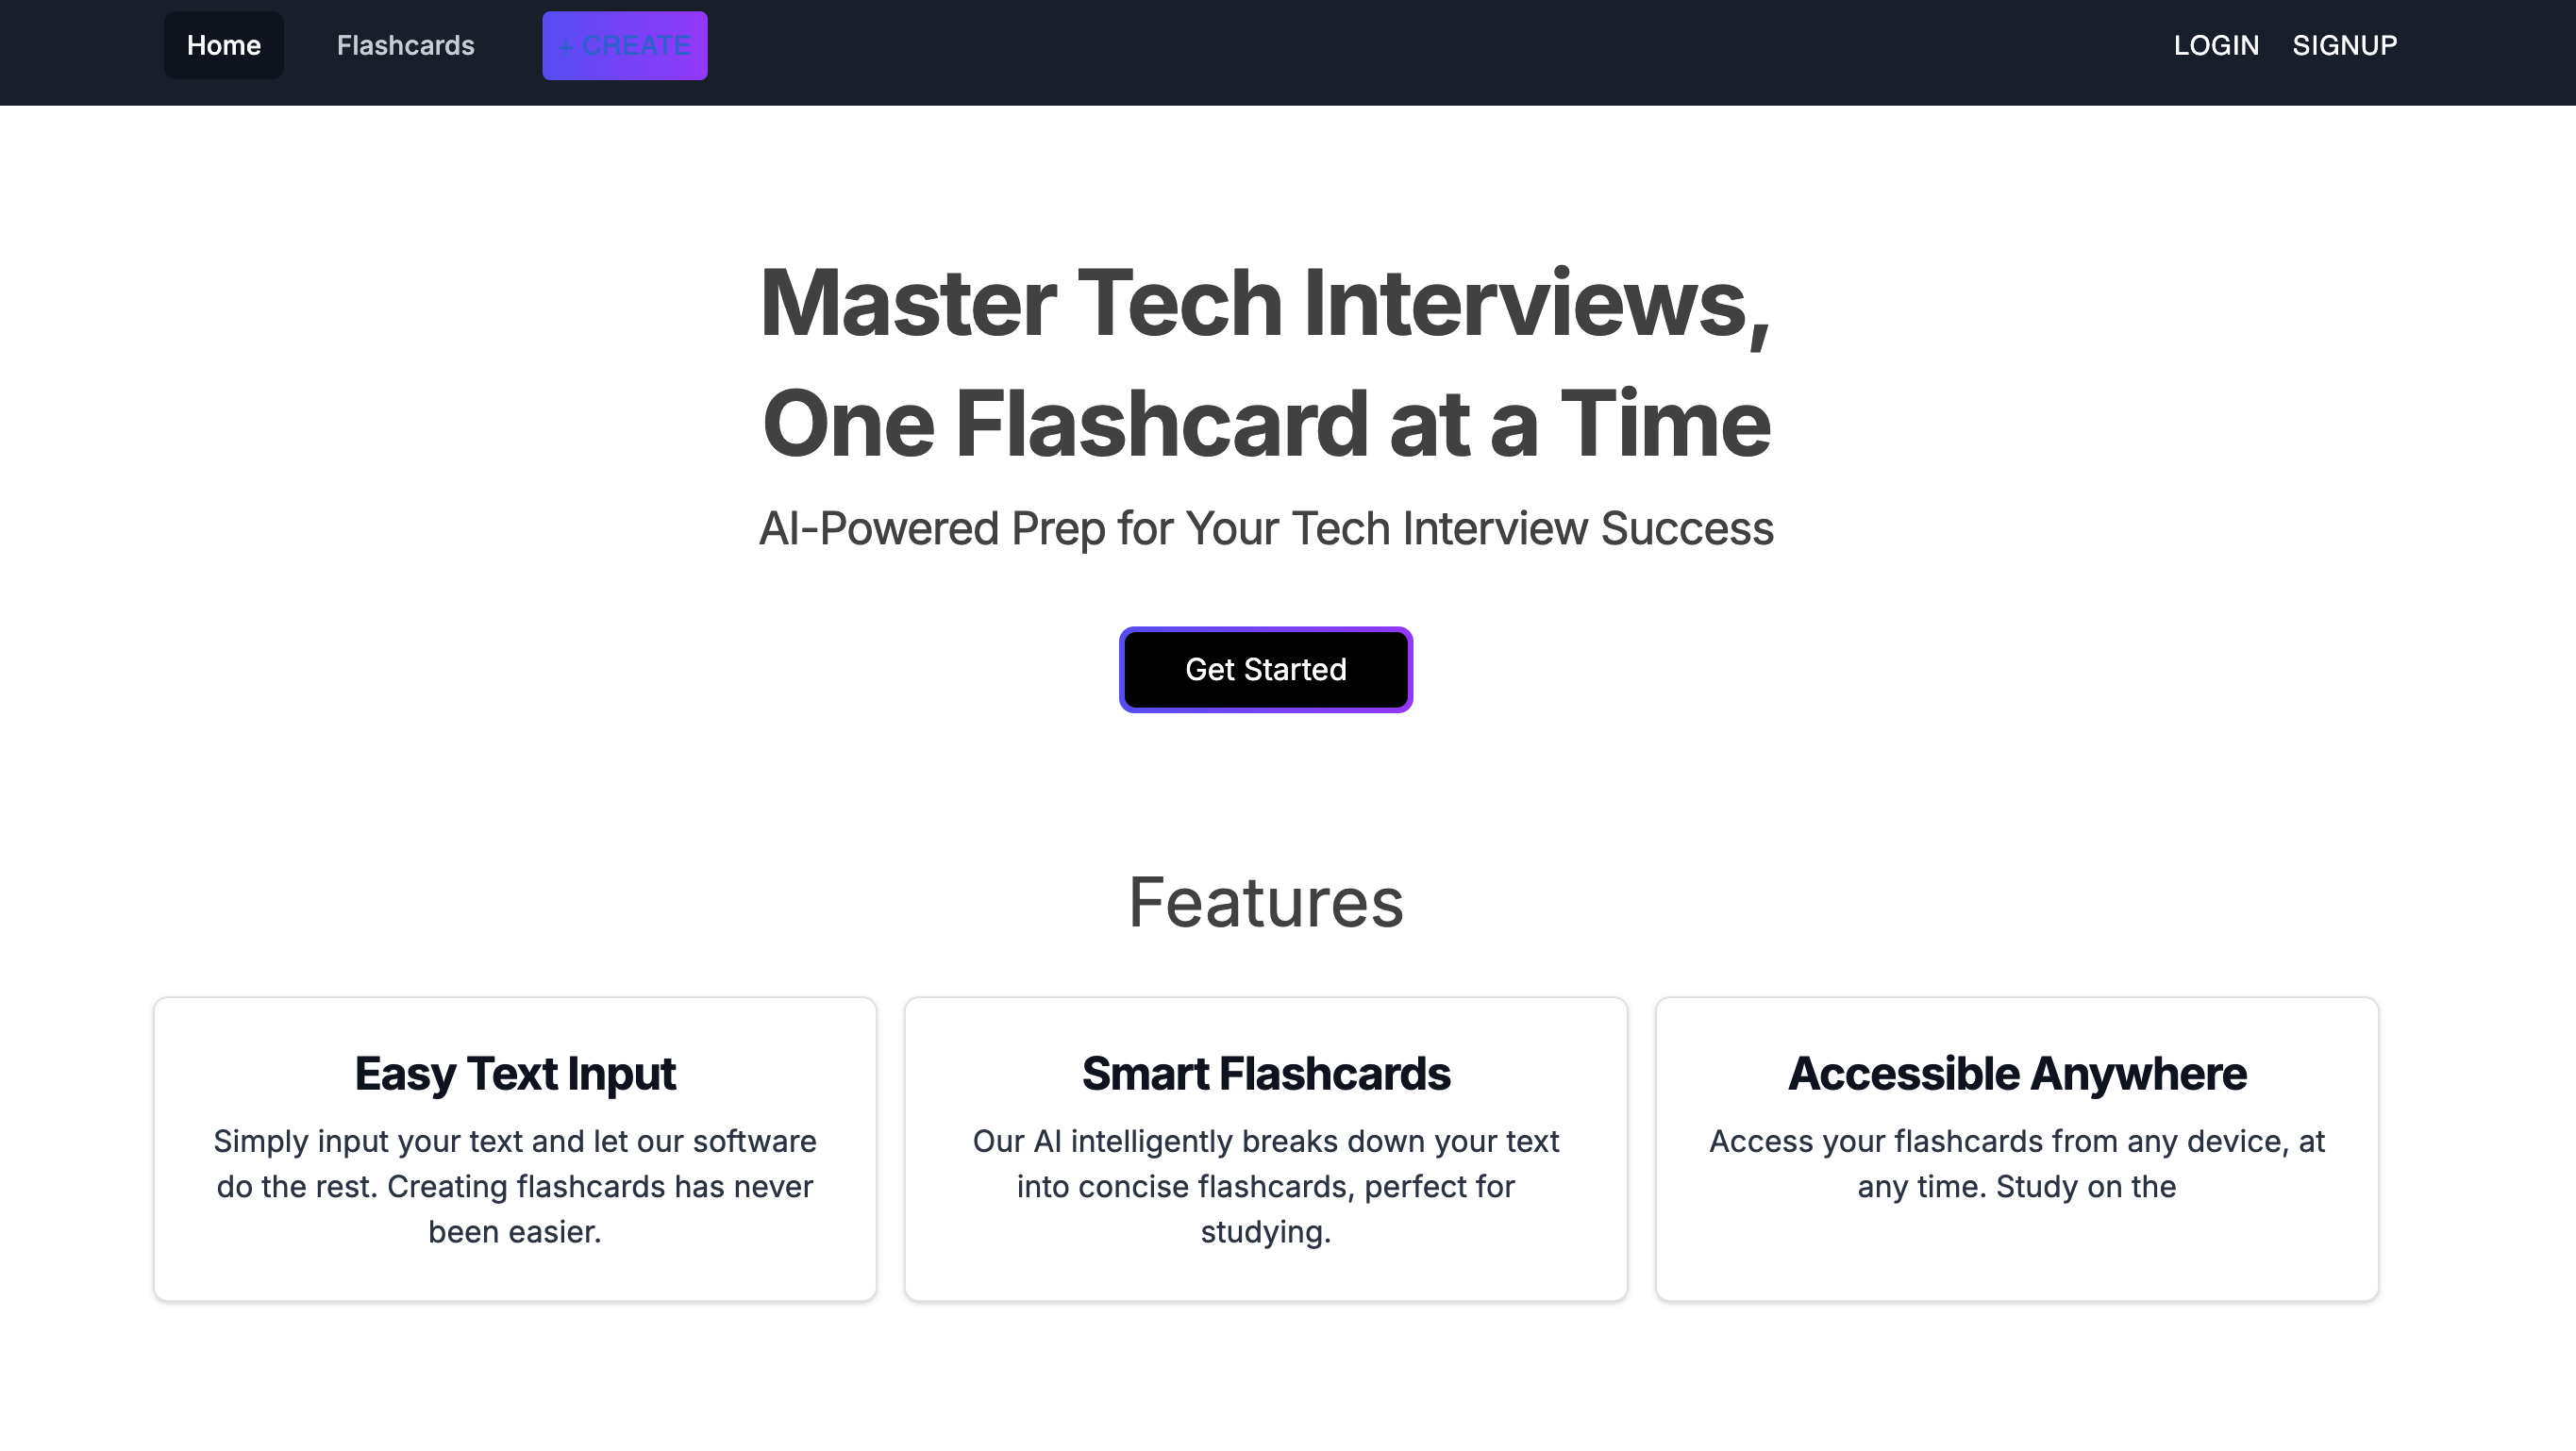 Home Flashcards + CREATE LOGIN SIGNUP
Master Tech Interviews,
One Flashcard at a Time
AI-Powered Prep for Your Tech Interview Success
Get Started
Features
Easy Text Input
Simply input your text and let our software
do the rest. Creating flashcards has never
been easier.
Smart Flashcards
Our AI intelligently breaks down your text
into concise flashcards, perfect for
studying.
Accessible Anywhere
Access your flashcards from any device, at
any time. Study on the